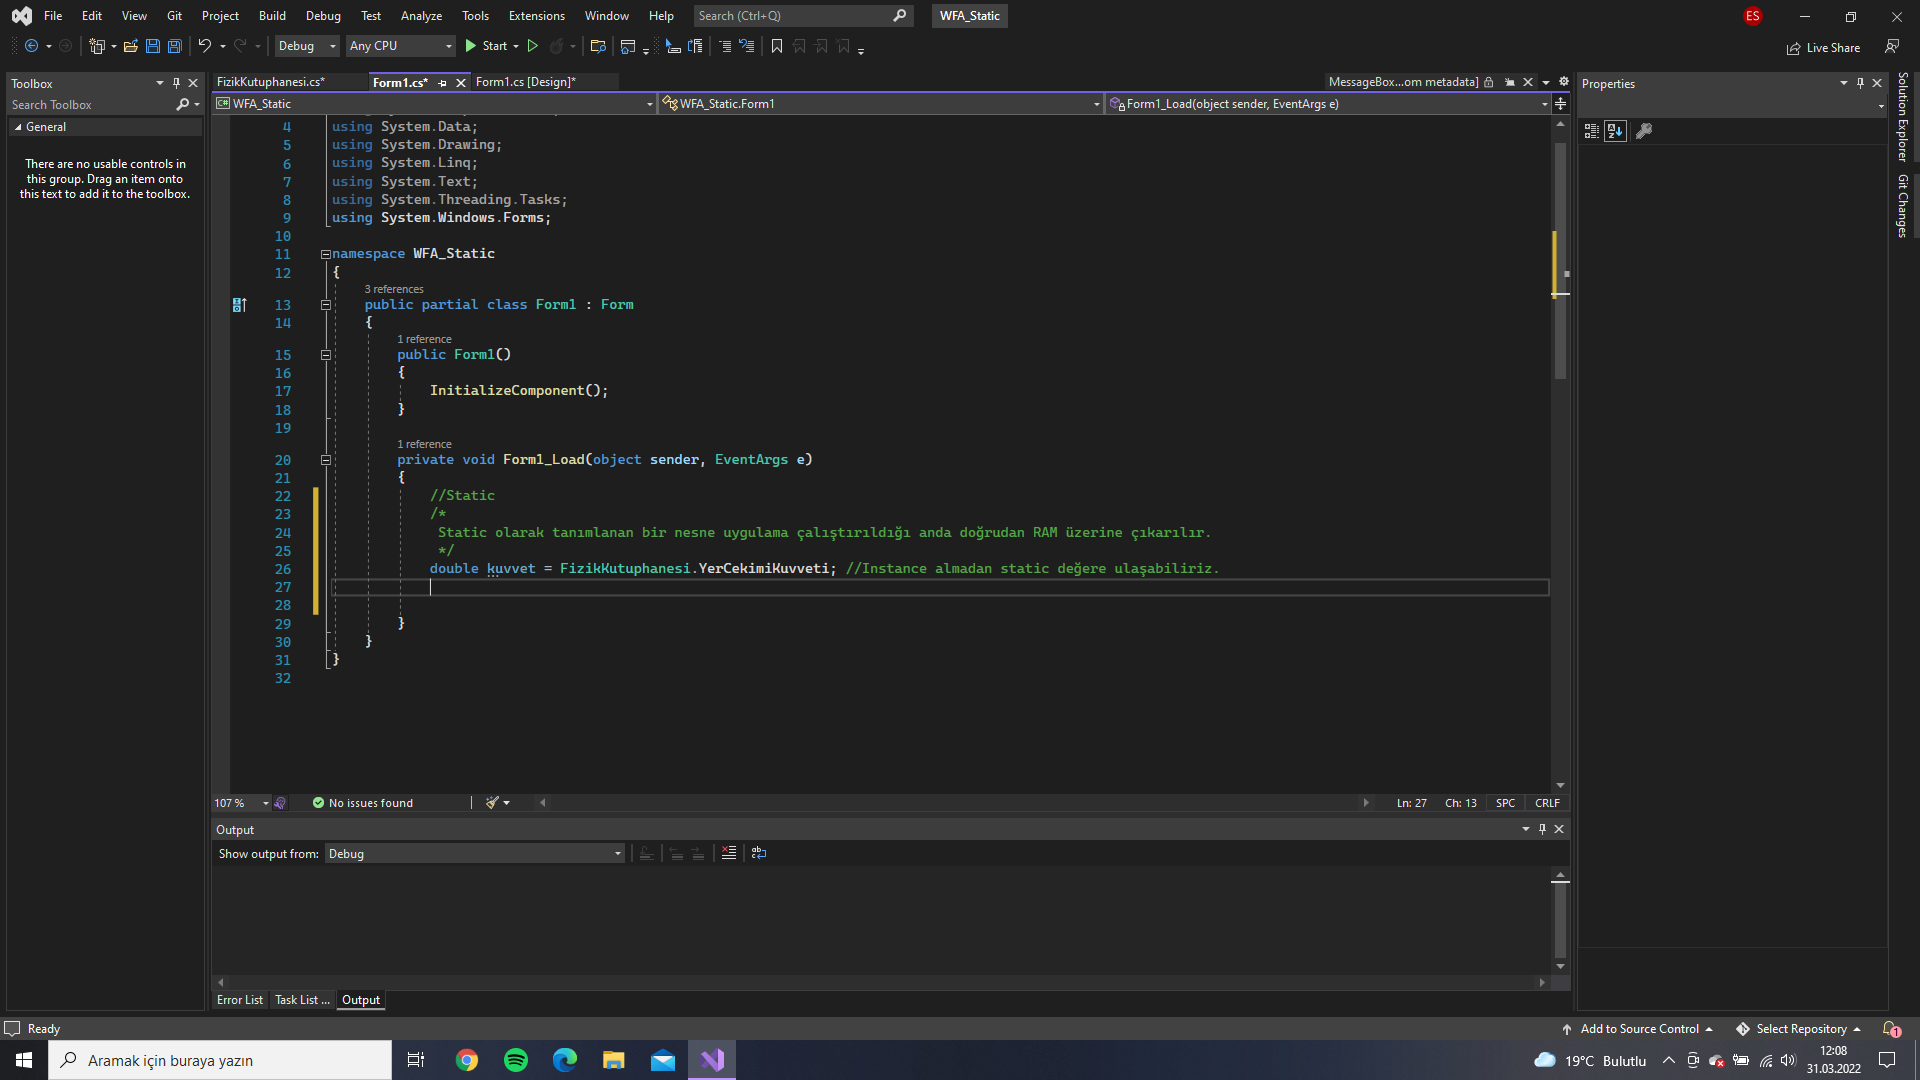 File Edit View Git Project Build Debug Test Analyze Tools Extensions Window Help Search (Ctrl+Q) WFA_Static ES
Debug Any CPU Start Live Share
Toolbox
Search Toolbox
General
There are no usable controls in
this group. Drag an item onto
this text to add it to the toolbox.
FizikKutuphanesi.cs* Form1.cs* Form1.cs [Design]* MessageBox...om metadata]
C# WFA_Static WFA_Static.Form1 Form1_Load(object sender, EventArgs e)
4 using System.Data;
5 using System.Drawing;
6 using System.Linq;
7 using System.Text;
8 using System.Threading.Tasks;
9 using System.Windows.Forms;
10
11 namespace WFA_Static
12 {
3 references
13 public partial class Form1 : Form
14 {
1 reference
15 public Form1()
16 {
17 InitializeComponent();
18 }
19
1 reference
20 private void Form1_Load(object sender, EventArgs e)
21 {
22 //Static
23 /*
24 Static olarak tanımlanan bir nesne uygulama çalıştırıldığı anda doğrudan RAM üzerine çıkarılır.
25 */
26 double kuvvet = FizikKutuphanesi.YerCekimiKuvveti; //Instance almadan static değere ulaşabiliriz.
27
28
29 }
30 }
31 }
32
107 % No issues found Ln: 27 Ch: 13 SPC CRLF
Output
Show output from: Debug
Error List Task List ... Output
Properties
Solution Explorer
Git Changes
Ready Add to Source Control Select Repository 1
Aramak için buraya yazın 19°C Bulutlu 12:08
31.03.2022